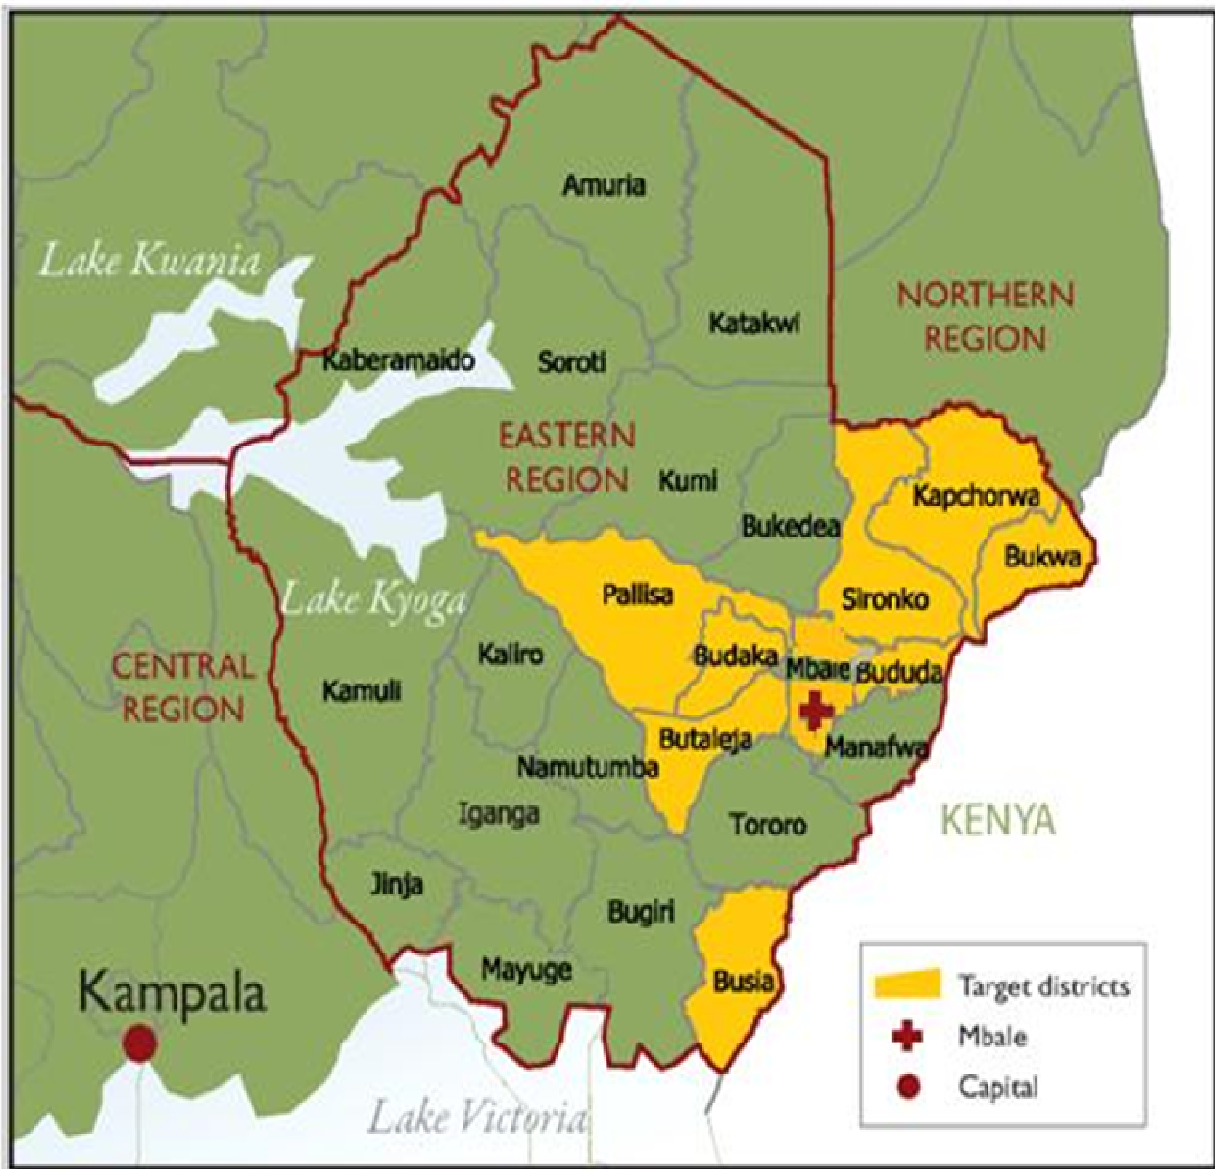 Amuria
Lake Kwania
NORTHERN
REGION
Katakwi
Kaberamaido
Soroti
EASTERN
REGION
Kumi
Kapchorwa
Bukedea
Bukwa
Pallisa
Sironko
Lake Kyoga
Kaliro
Budaka
Mbale
Bududa
CENTRAL
REGION
Kamuli
Butaleja
Manafwa
Namutumba
Iganga
Tororo
KENYA
Jinja
Bugiri
Mayuge
Busia
Kampala
Target districts
Mbale
Capital
Lake Victoria